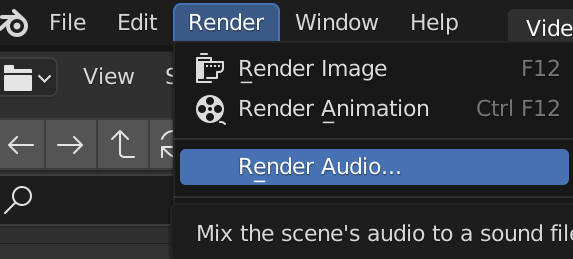 File Edit Render Window Help Vide
View S
Render Image F12
Render Animation Ctrl F12
Render Audio...
Mix the scene's audio to a sound file